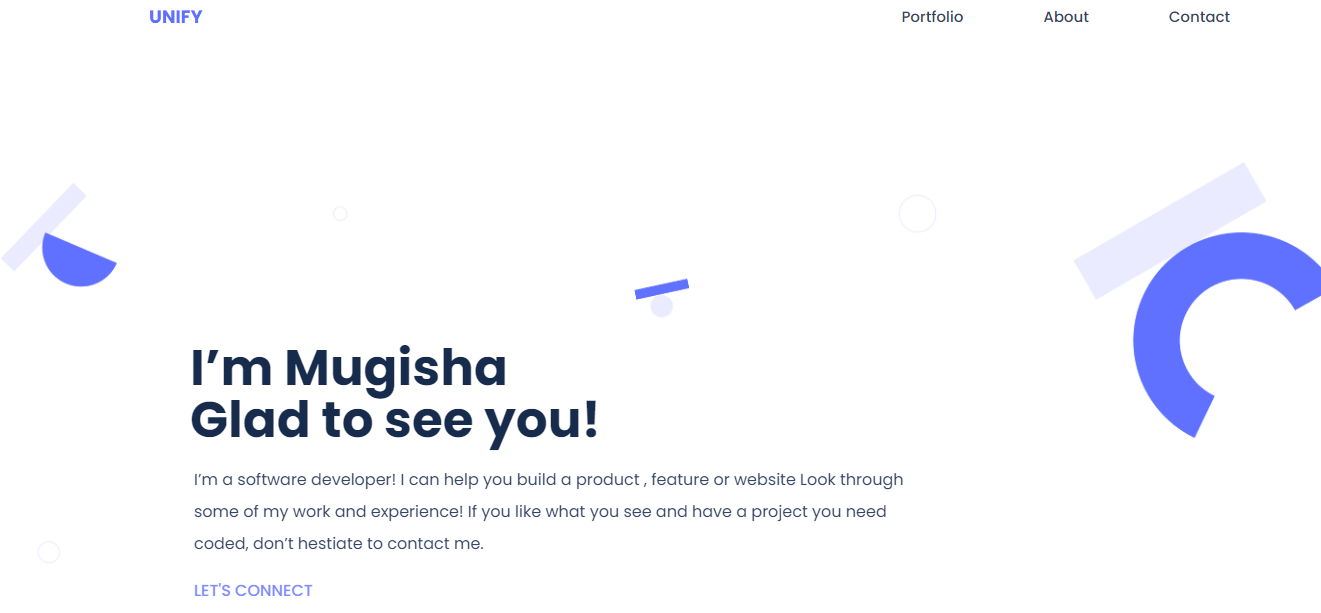 UNIFY
Portfolio About Contact
I’m Mugisha
Glad to see you!
I’m a software developer! I can help you build a product , feature or website Look through
some of my work and experience! If you like what you see and have a project you need
coded, don’t hestiate to contact me.
LET'S CONNECT